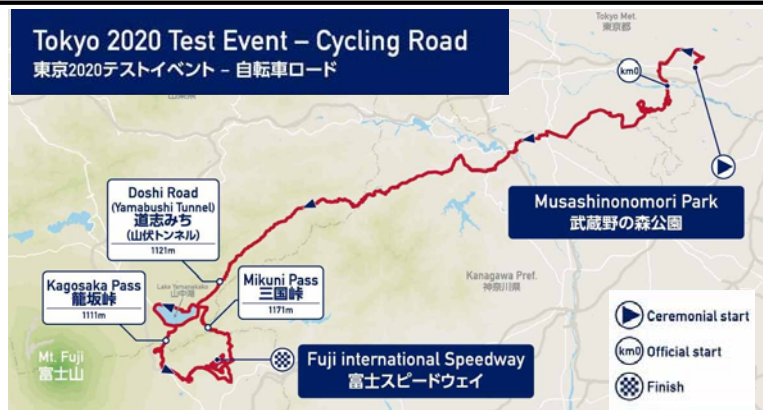 Tokyo 2020 Test Event – Cycling Road
東京2020テストイベント – 自転車ロード
Tokyo Met.
東京都
km0
Doshi Road
(Yamabushi Tunnel)
道志みち
(山伏トンネル)
1121m
Musashinonomori Park
武蔵野の森公園
Kagosaka Pass
籠坂峠
1111m
Lake Yamanakako
山中湖
Mikuni Pass
三国峠
1171m
Kanagawa Pref.
神奈川県
Mt. Fuji
富士山
Fuji international Speedway
富士スピードウェイ
Ceremonial start
km0 Official start
Finish